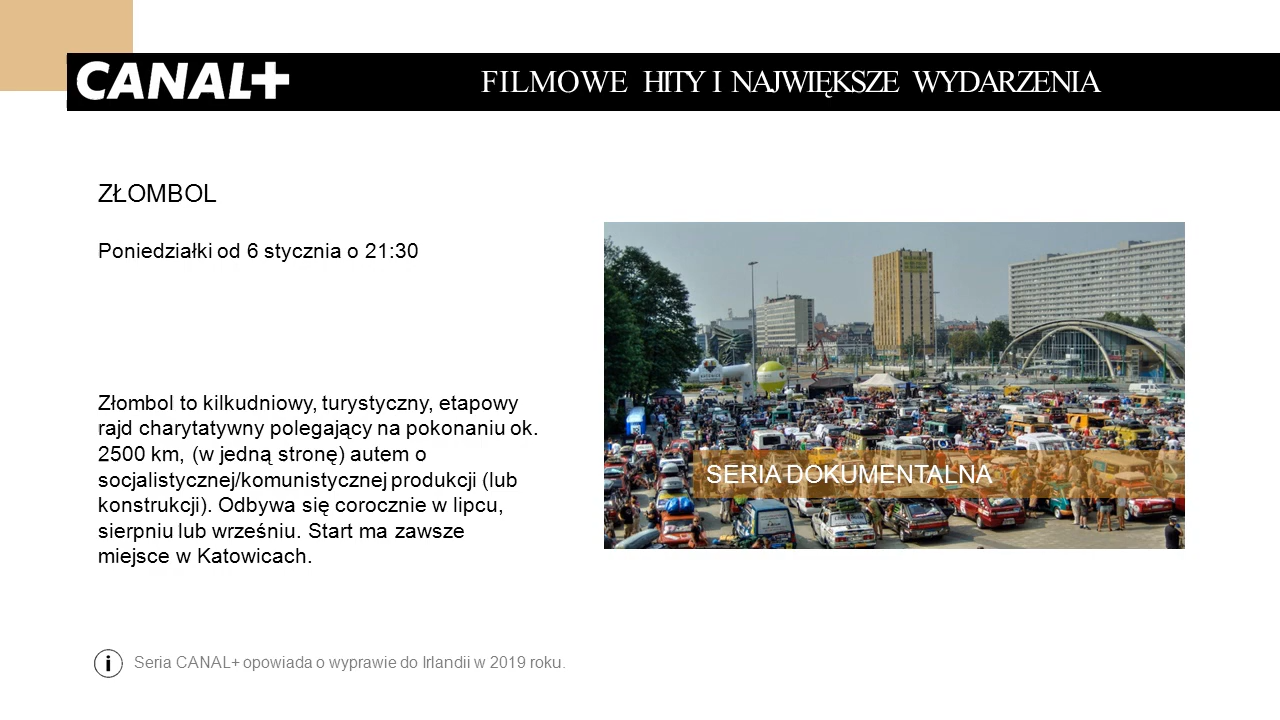 CANAL+
FILMOWE HITY I NAJWIĘKSZE WYDARZENIA
ZŁOMBOL
Poniedziałki od 6 stycznia o 21:30
Złombol to kilkudniowy, turystyczny, etapowy
rajd charytatywny polegający na pokonaniu ok.
2500 km, (w jedną stronę) autem o
socjalistycznej/komunistycznej produkcji (lub
konstrukcji). Odbywa się corocznie w lipcu,
sierpniu lub wrześniu. Start ma zawsze
miejsce w Katowicach.
SERIA DOKUMENTALNA
i
Seria CANAL+ opowiada o wyprawie do Irlandii w 2019 roku.